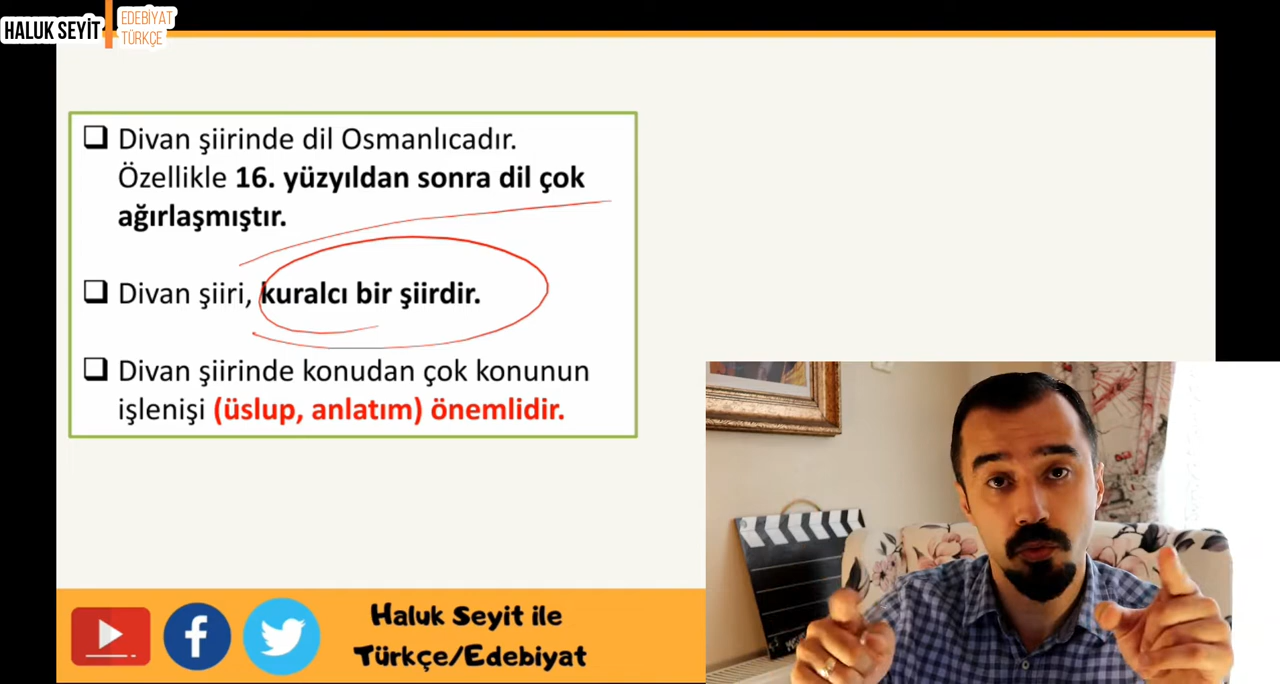 HALUK SEYİT
EDEBİYAT
TÜRKÇE
❑ Divan şiirinde dil Osmanlıcadır.
Özellikle 16. yüzyıldan sonra dil çok
ağırlaşmıştır.
❑ Divan şiiri, kuralcı bir şiirdir.
❑ Divan şiirinde konudan çok konunun
işlenişi (üslup, anlatım) önemlidir.
Haluk Seyit ile
Türkçe/Edebiyat